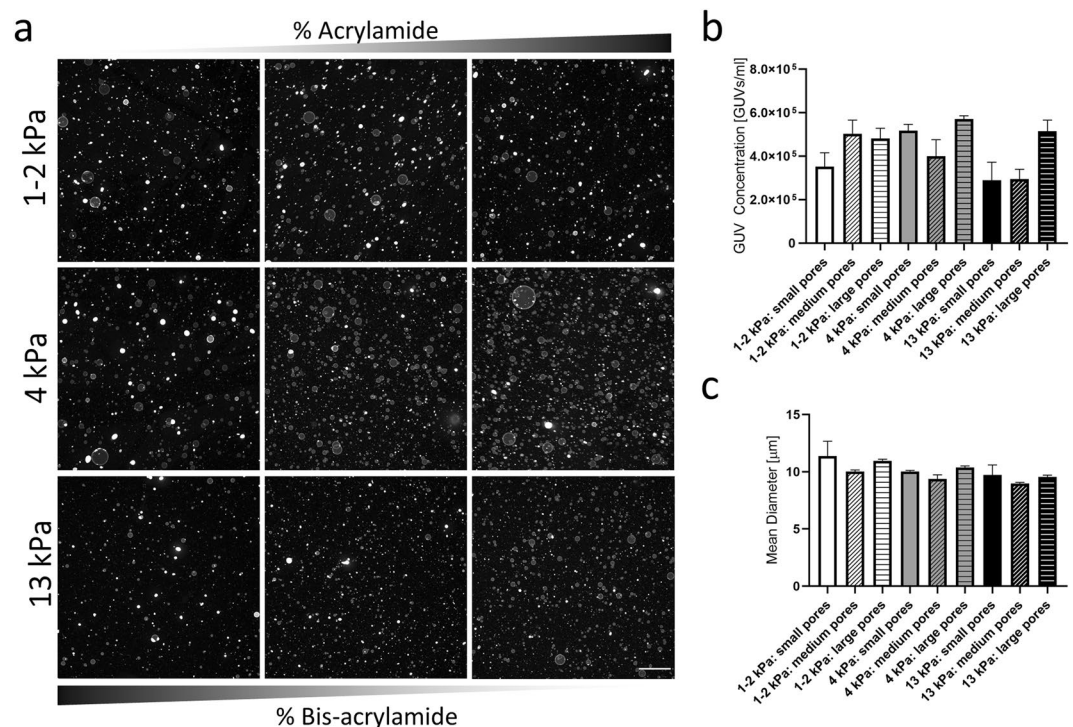 a
% Acrylamide
1-2 kPa
4 kPa
13 kPa
% Bis-acrylamide
b
GUV Concentration [GUVs/ml]
8.0×10⁵
6.0×10⁵
4.0×10⁵
2.0×10⁵
0
1-2 kPa: small pores
1-2 kPa: medium pores
1-2 kPa: large pores
4 kPa: small pores
4 kPa: medium pores
4 kPa: large pores
13 kPa: small pores
13 kPa: medium pores
13 kPa: large pores
c
Mean Diameter [µm]
15
10
5
0
1-2 kPa: small pores
1-2 kPa: medium pores
1-2 kPa: large pores
4 kPa: small pores
4 kPa: medium pores
4 kPa: large pores
13 kPa: small pores
13 kPa: medium pores
13 kPa: large pores